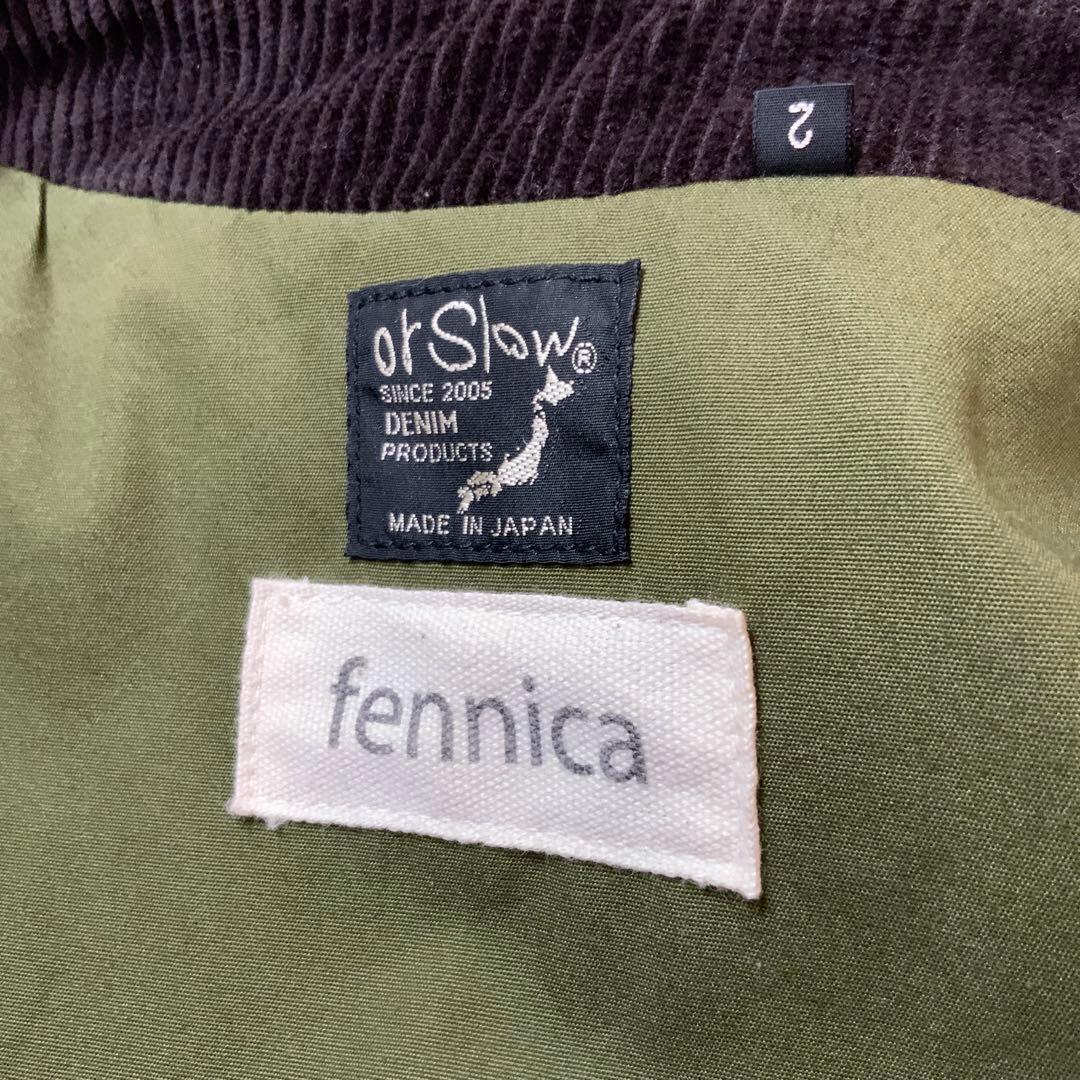 2
orSlow®
SINCE 2005
DENIM
PRODUCTS
MADE IN JAPAN
fennica